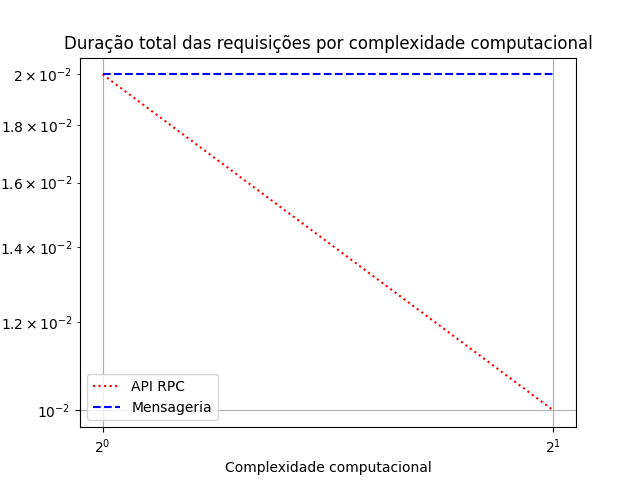 Duração total das requisições por complexidade computacional
2 × 10⁻²
1.8 × 10⁻²
1.6 × 10⁻²
1.4 × 10⁻²
1.2 × 10⁻²
10⁻²
API RPC
Mensageria
2⁰ 2¹
Complexidade computacional